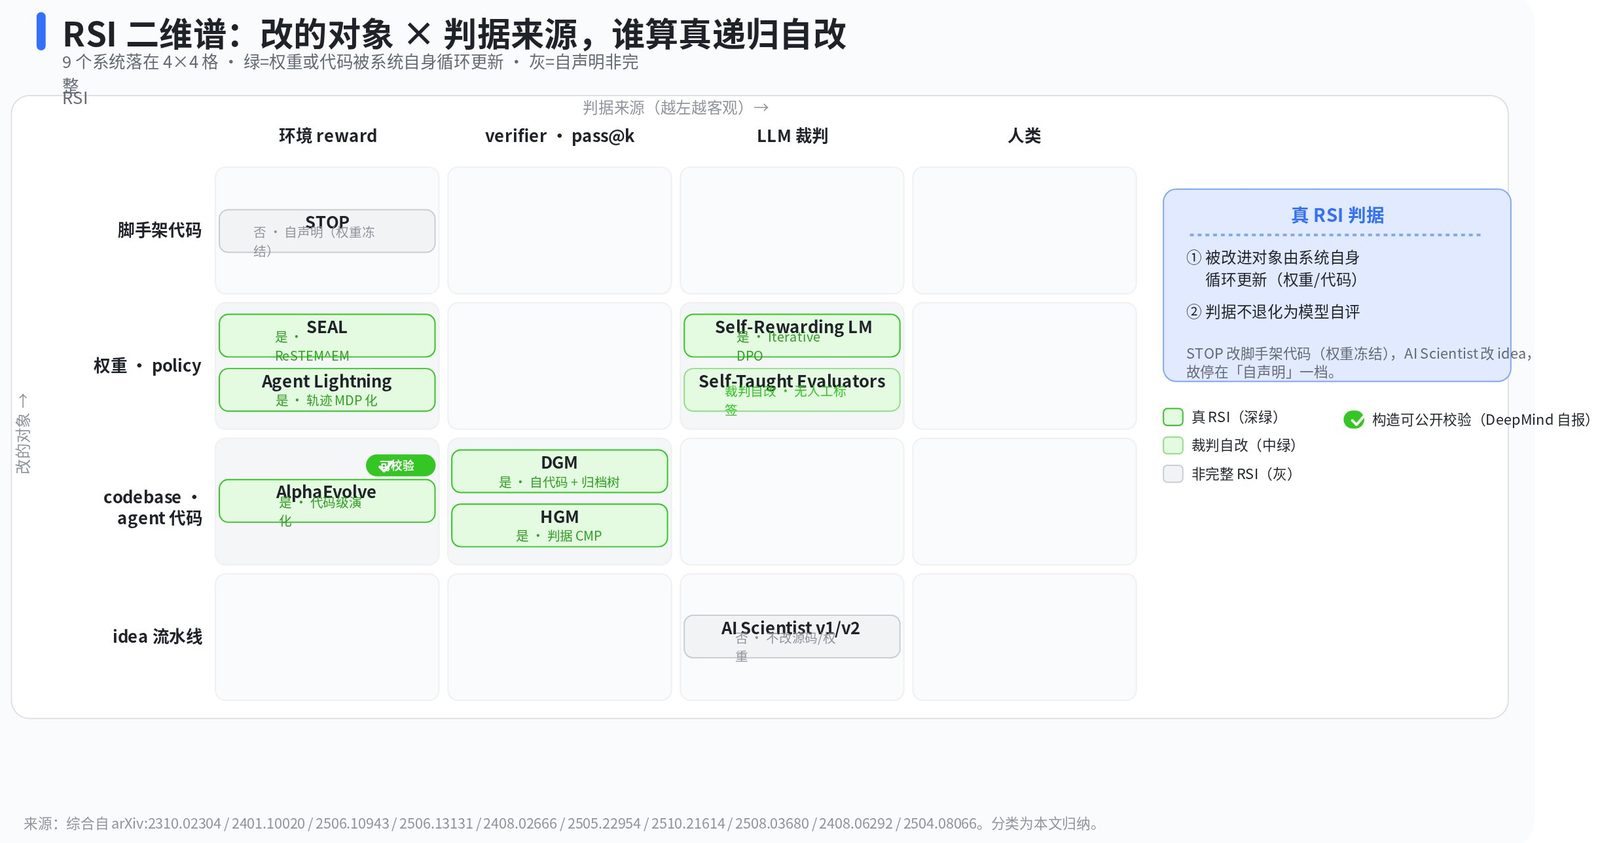 RSI 二维谱：改的对象 × 判据来源，谁算真递归自改
9 个系统落在 4×4 格 · 绿=权重或代码被系统自身循环更新 · 灰=自声明非完
整
RSI
判据来源（越左越客观）→
环境 reward
verifier · pass@k
LLM 裁判
人类
改的对象 →
脚手架代码
STOP
否 · 自声明（权重冻
结）
权重 · policy
SEAL
是 ·
ReSTEM^EM
Agent Lightning
是 · 轨迹 MDP 化
Self-Rewarding LM
是 · Iterative
DPO
Self-Taught Evaluators
裁判自改 · 无人工标
签
codebase ·
agent 代码
可校验
AlphaEvolve
是 · 代码级演
化
DGM
是 · 自代码 + 归档树
HGM
是 · 判据 CMP
idea 流水线
AI Scientist v1/v2
否 · 不改源码/权
重
真 RSI 判据
① 被改进对象由系统自身
循环更新（权重/代码）
② 判据不退化为模型自评
STOP 改脚手架代码（权重冻结），AI Scientist 改 idea，
故停在「自声明」一档。
真 RSI（深绿）
构造可公开校验（DeepMind 自报）
裁判自改（中绿）
非完整 RSI（灰）
来源：综合自 arXiv:2310.02304 / 2401.10020 / 2506.10943 / 2506.13131 / 2408.02666 / 2505.22954 / 2510.21614 / 2508.03680 / 2408.06292 / 2504.08066。分类为本文归纳。